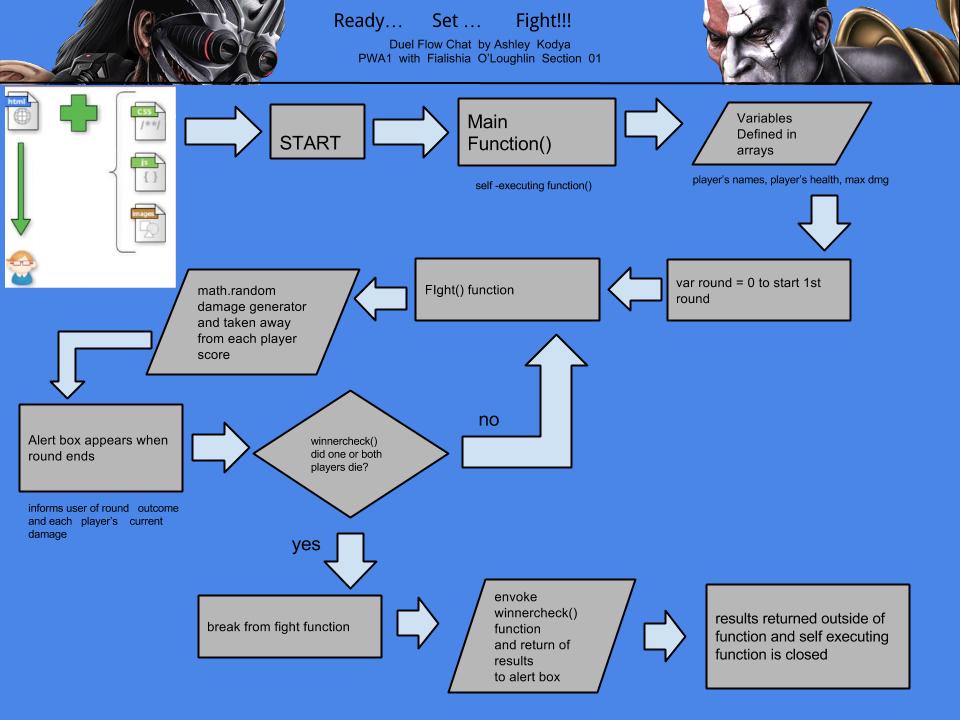 Ready… Set … Fight!!!
Duel Flow Chat by Ashley Kodya
PWA1 with Fialishia O'Loughlin Section 01
html
CSS
/**/
js
{ }
images
START
Main
Function()
self -executing function()
Variables
Defined in
arrays
player's names, player's health, max dmg
var round = 0 to start 1st
round
FIght() function
math.random
damage generator
and taken away
from each player
score
Alert box appears when
round ends
informs user of round outcome
and each player's current
damage
winnercheck()
did one or both
players die?
no
yes
break from fight function
envoke
winnercheck()
function
and return of
results
to alert box
results returned outside of
function and self executing
function is closed